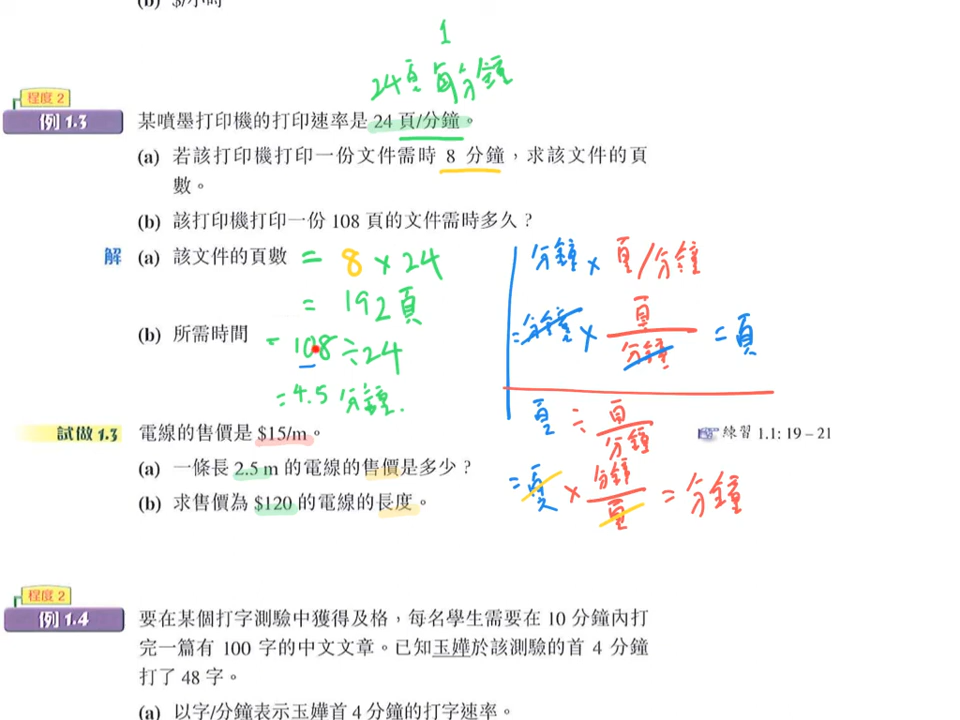 (b) $/小時
1
24頁 每分鐘
程度 2
例 1.3 某噴墨打印機的打印速率是 24 頁/分鐘。
(a) 若該打印機打印一份文件需時 8 分鐘，求該文件的頁
數。
(b) 該打印機打印一份 108 頁的文件需時多久？
解 (a) 該文件的頁數 = 8 × 24
= 192 頁
(b) 所需時間
= 108 ÷ 24
= 4.5 分鐘.
分鐘 × 頁/分鐘
= 分鐘 × 頁/分鐘 = 頁
頁 ÷ 頁/分鐘
= 頁 × 分鐘/頁 = 分鐘
試做 1.3 電線的售價是 $15/m。
練習 1.1: 19 – 21
(a) 一條長 2.5 m 的電線的售價是多少？
(b) 求售價為 $120 的電線的長度。
程度 2
例 1.4 要在某個打字測驗中獲得及格，每名學生需要在 10 分鐘內打
完一篇有 100 字的中文文章。已知玉嬅於該測驗的首 4 分鐘
打了 48 字。
(a) 以字/分鐘表示玉嬅首 4 分鐘的打字速率。